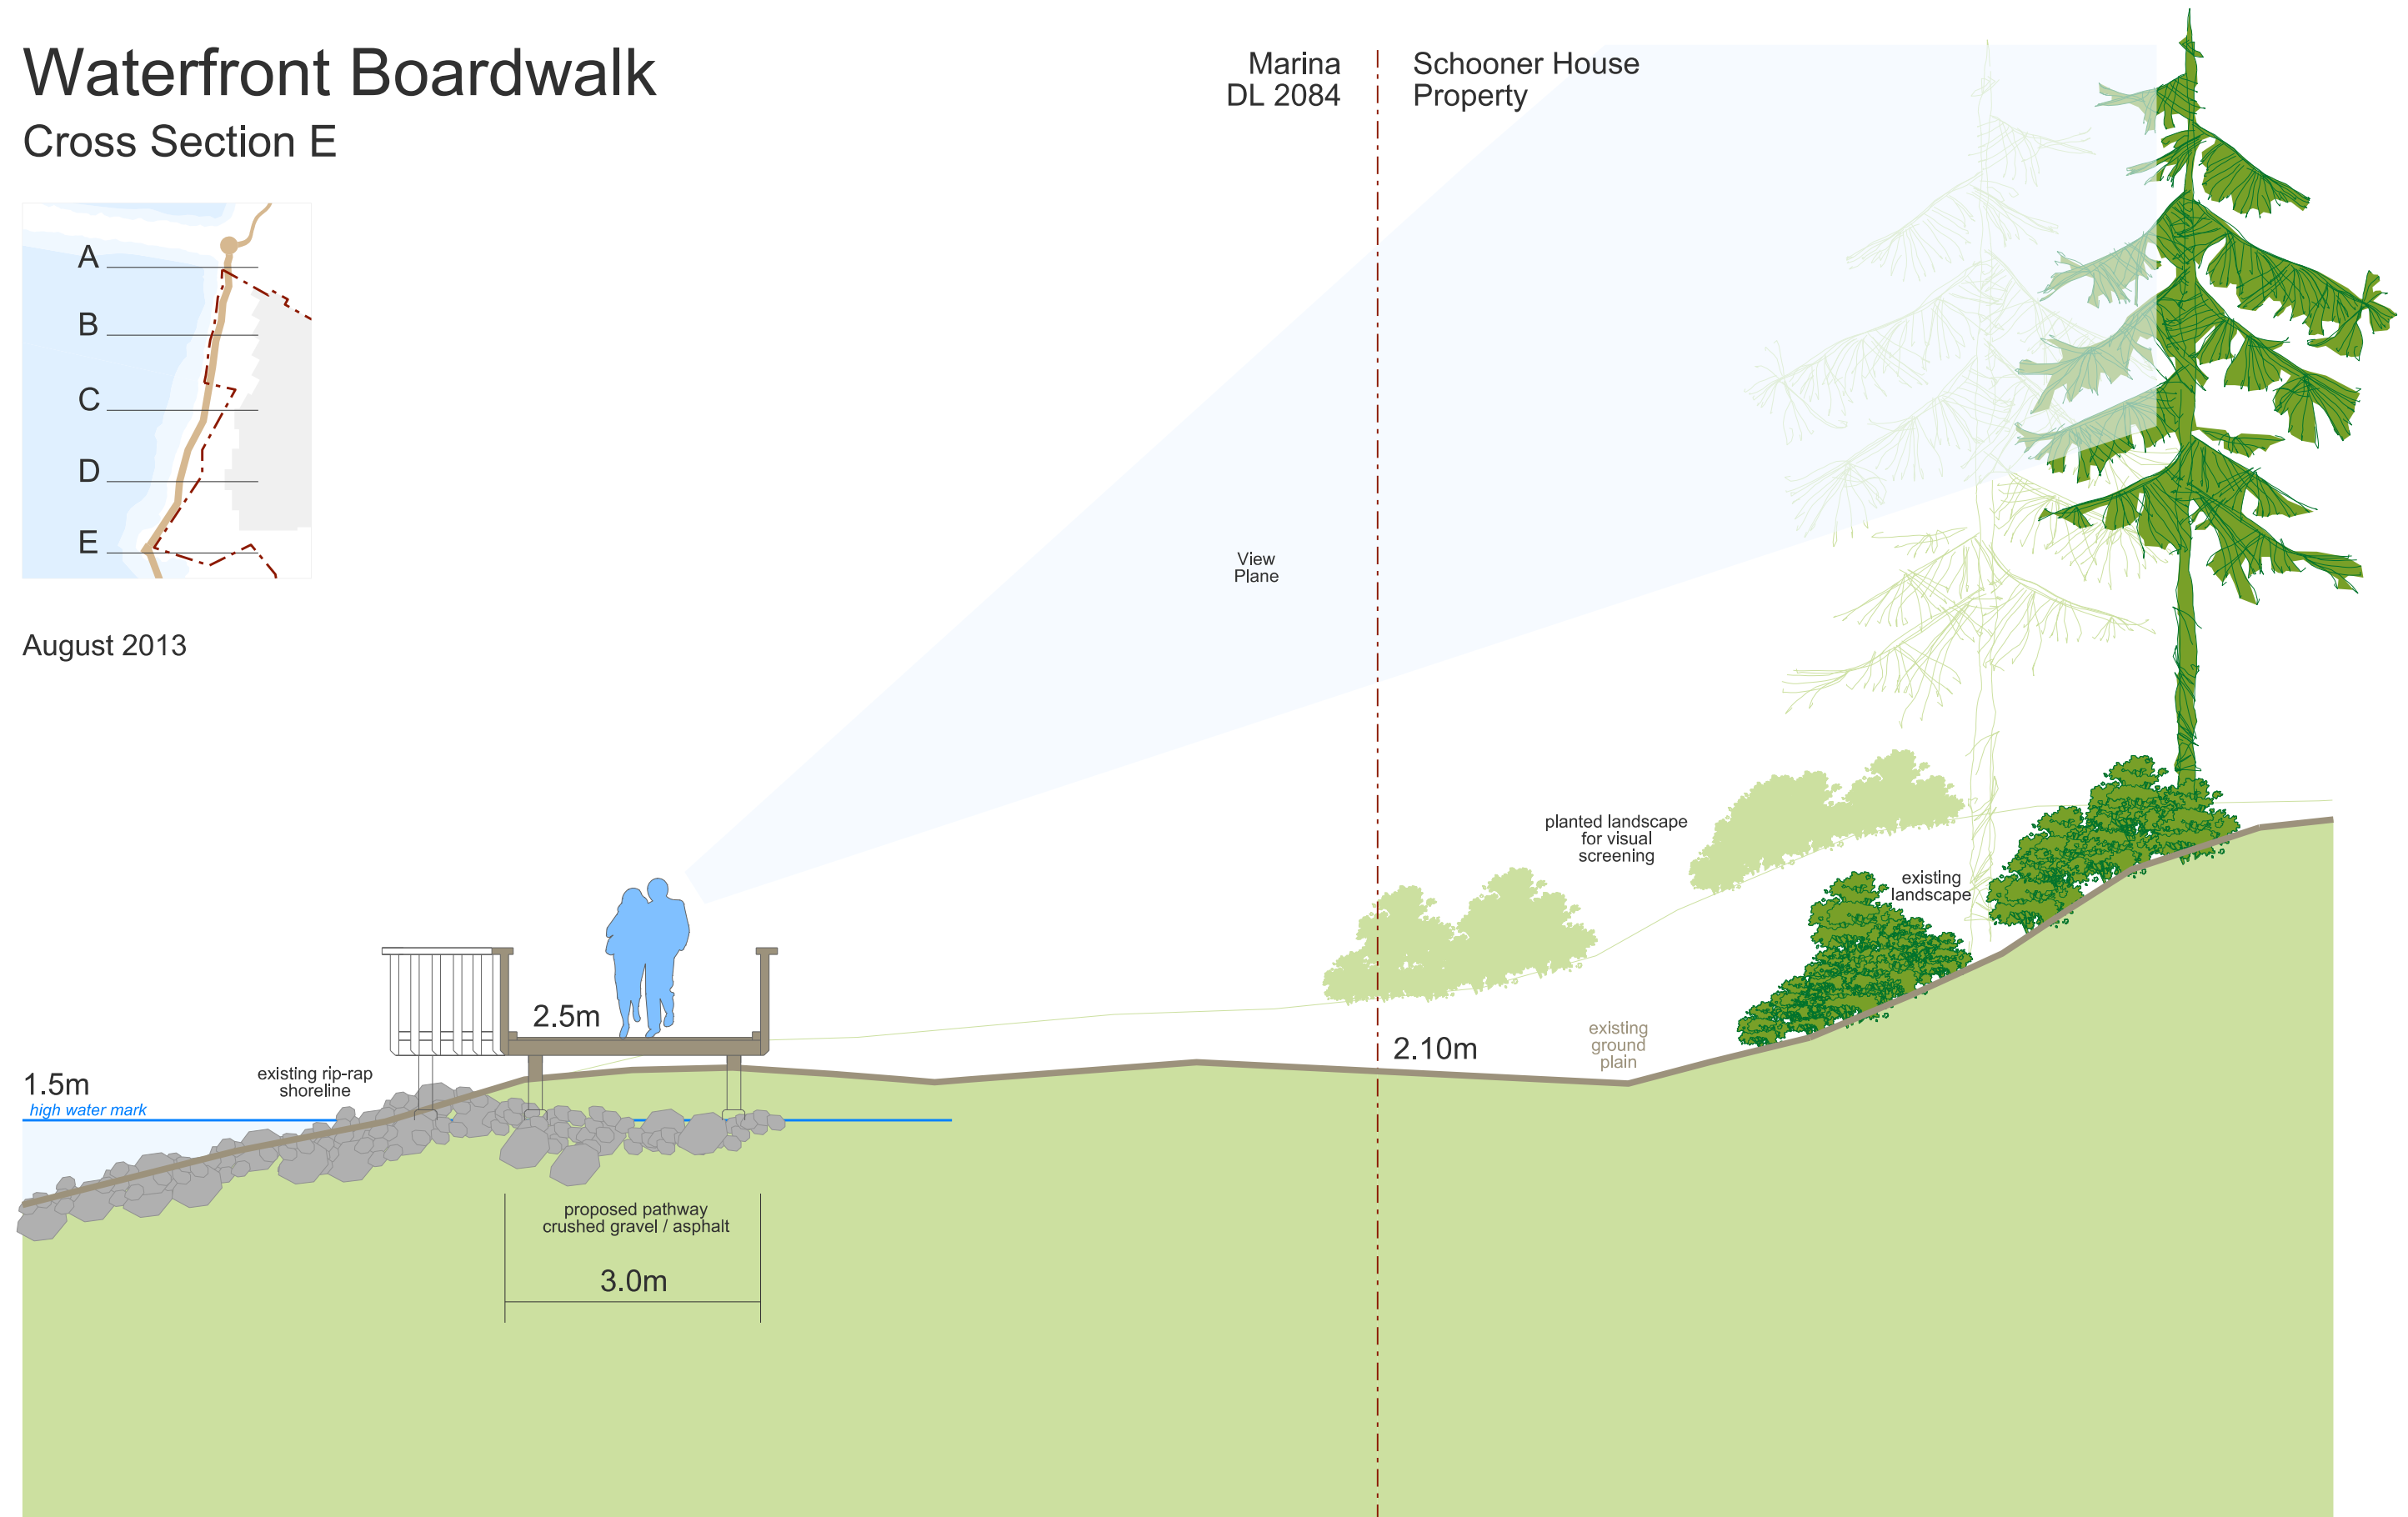 Waterfront Boardwalk
Cross Section E
Marina
DL 2084
Schooner House
Property
A
B
C
D
E
August 2013
View
Plane
planted landscape
for visual
screening
existing
landscape
2.5m
existing
ground
plain
2.10m
existing rip-rap
shoreline
1.5m
high water mark
proposed pathway
crushed gravel / asphalt
3.0m